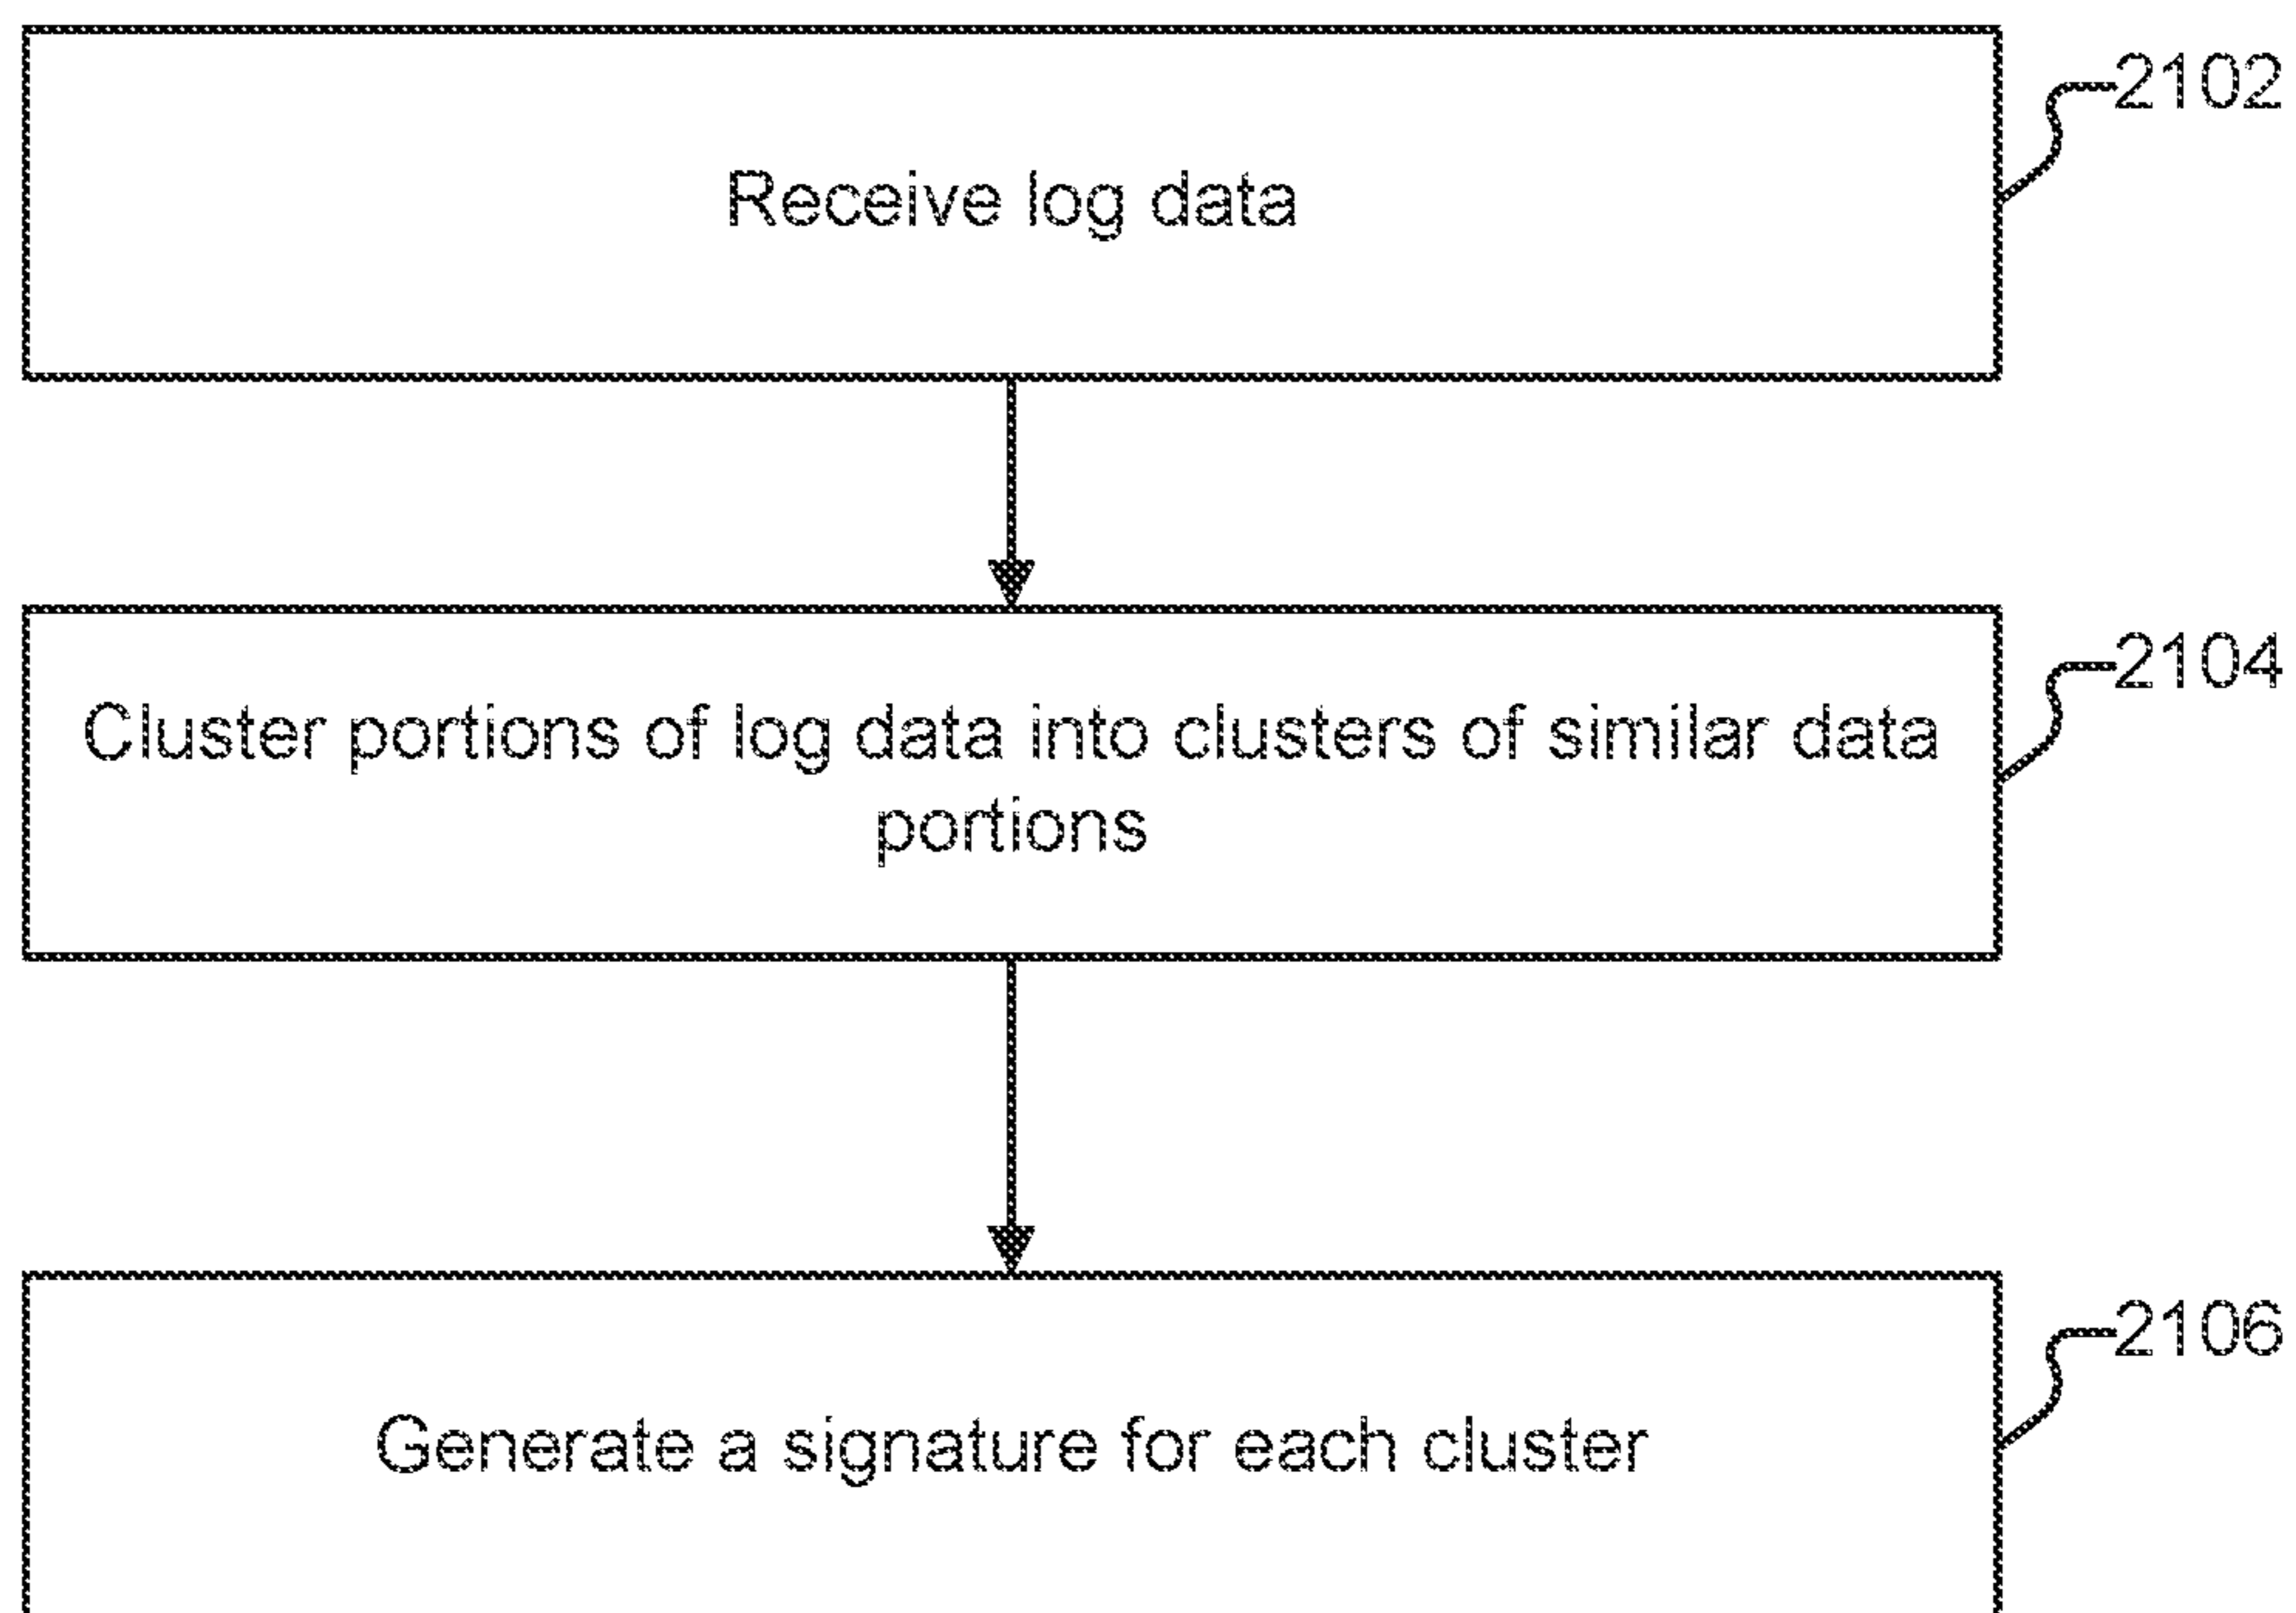 2102
Receive log data
2104
Cluster portions of log data into clusters of similar data
portions
2106
Generate a signature for each cluster